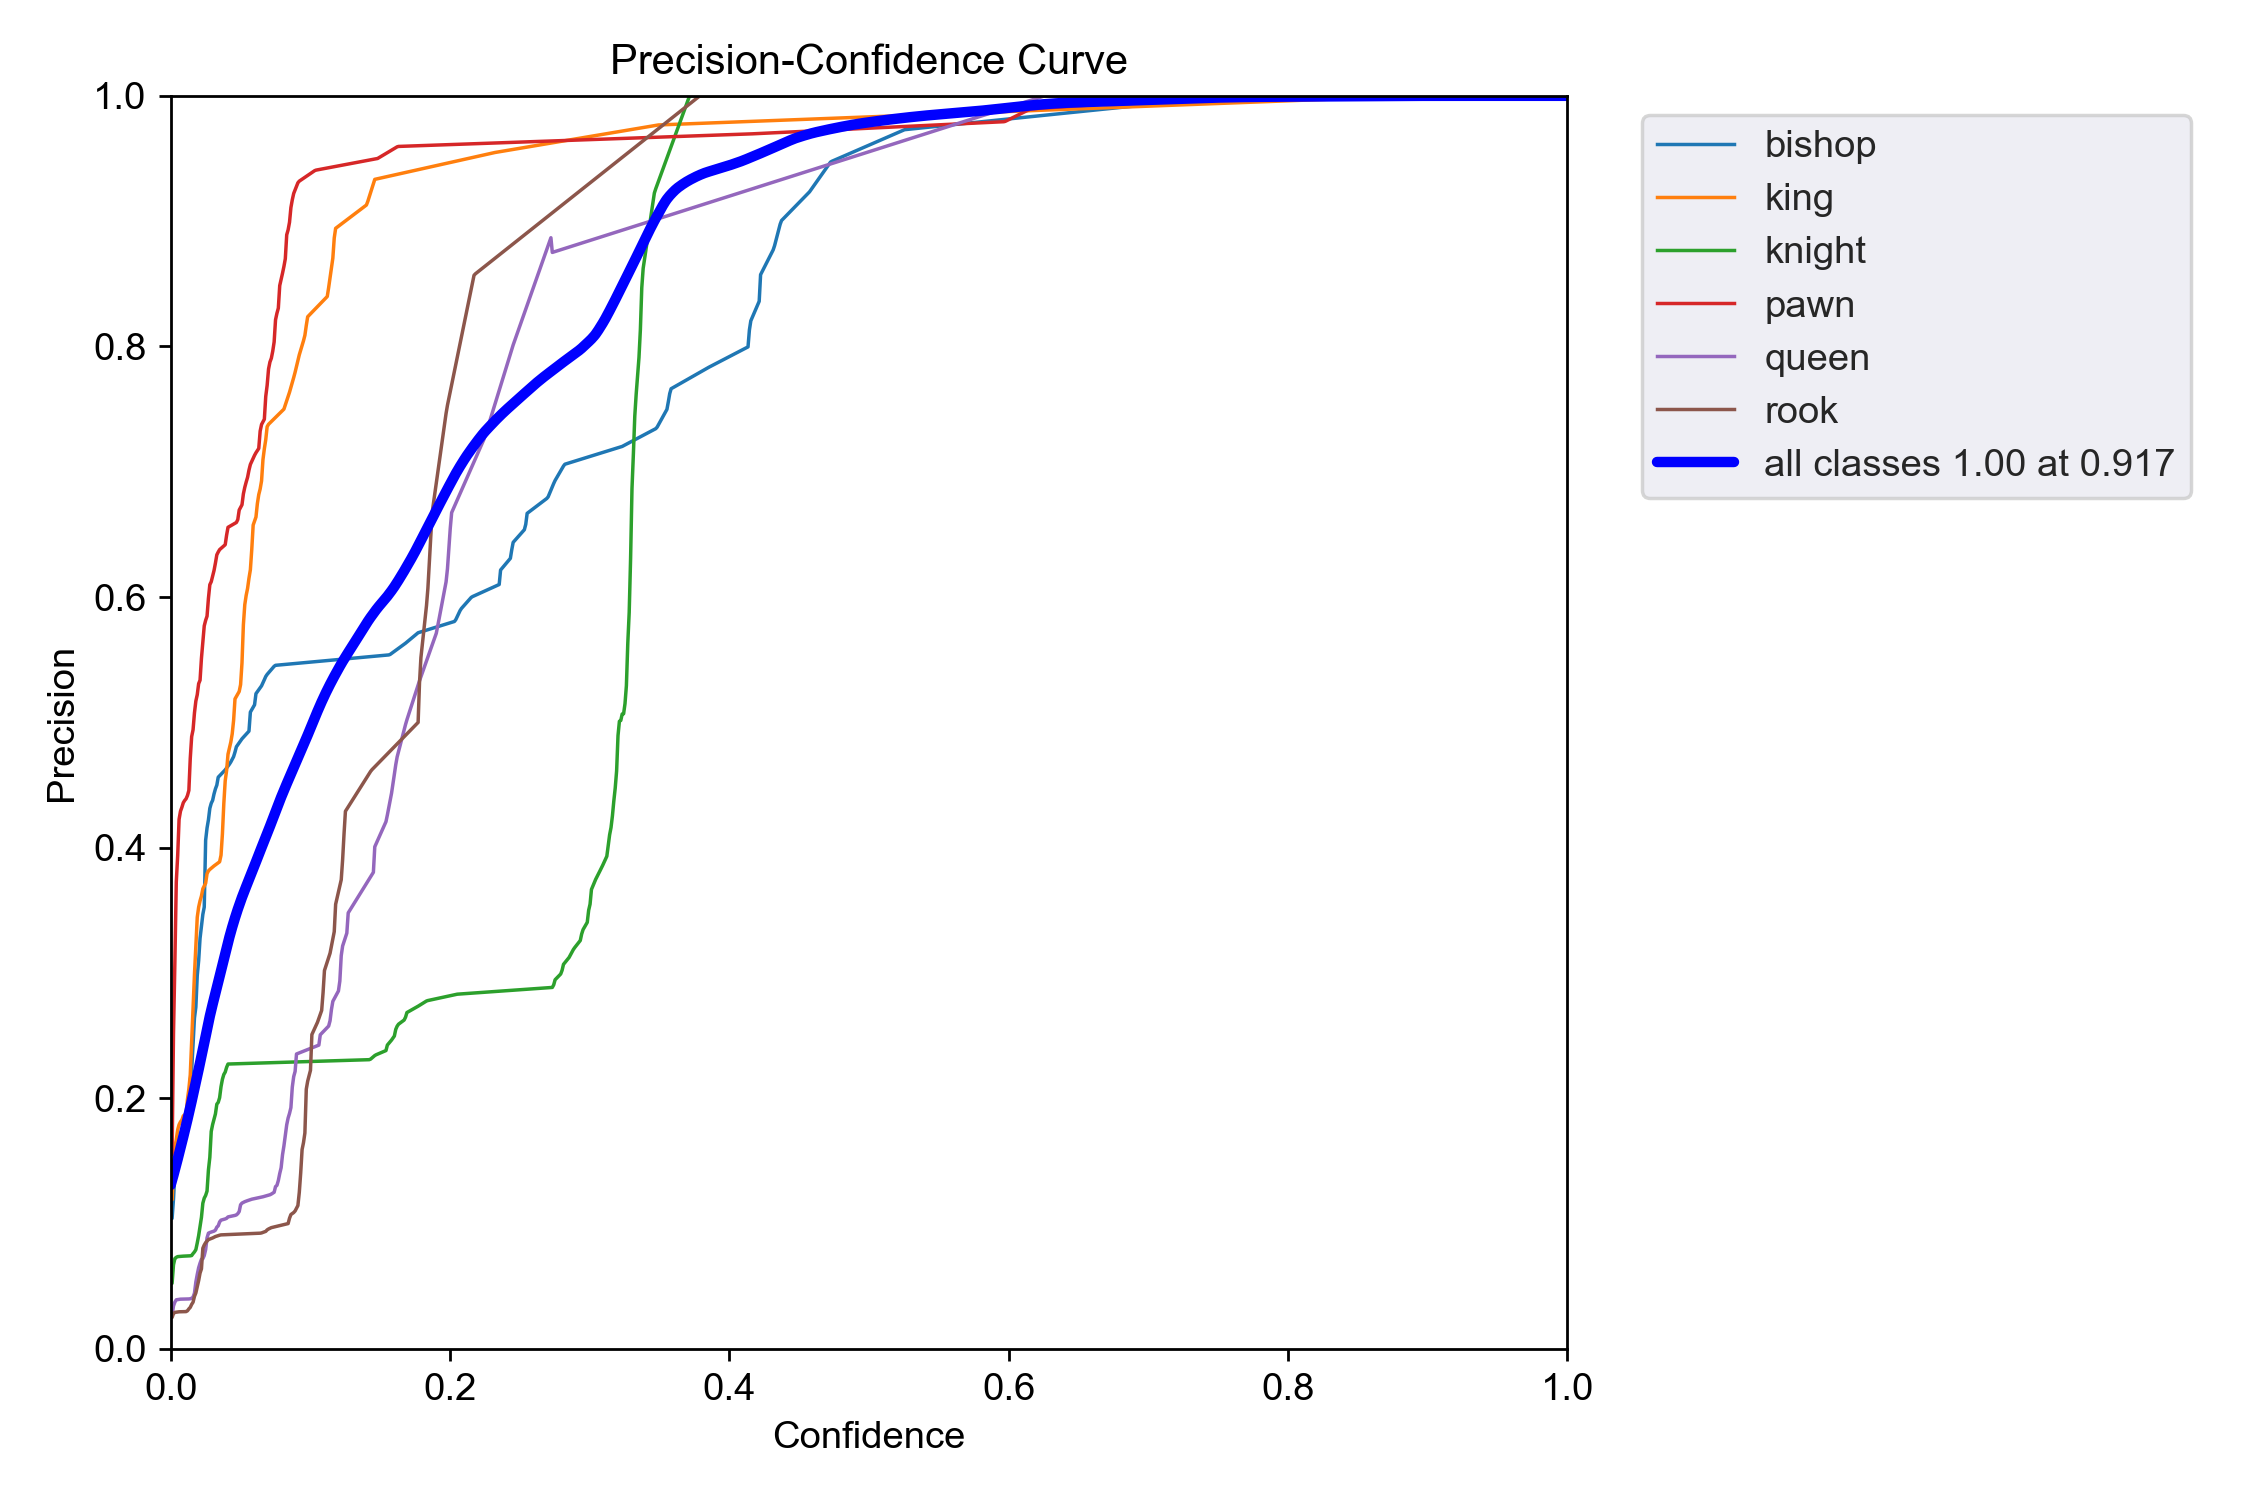 Precision-Confidence Curve
1.0
0.8
0.6
0.4
0.2
0.0
Precision
0.0 0.2 0.4 0.6 0.8 1.0
Confidence
bishop
king
knight
pawn
queen
rook
all classes 1.00 at 0.917